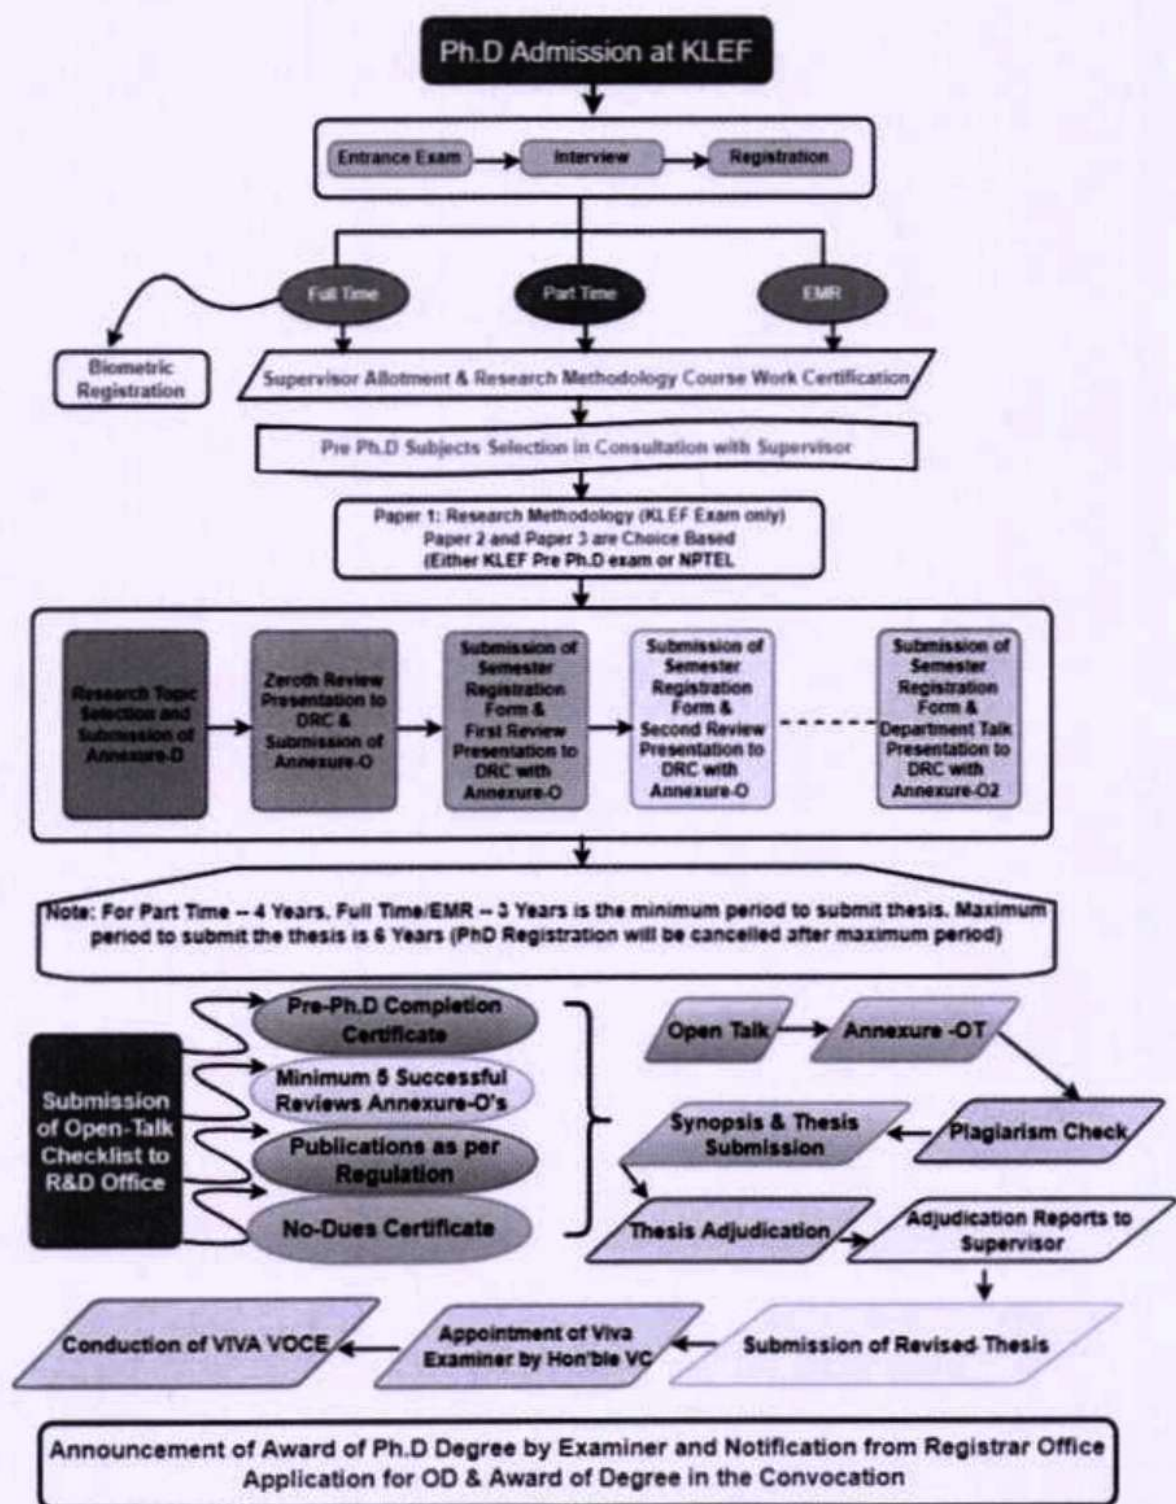 Ph.D Admission at KLEF
Entrance Exam
Interview
Registration
Full Time
Part Time
EMR
Biometric
Registration
Supervisor Allotment & Research Methodology Course Work Certification
Pre Ph.D Subjects Selection in Consultation with Supervisor
Paper 1: Research Methodology (KLEF Exam only)
Paper 2 and Paper 3 are Choice Based
(Either KLEF Pre Ph.D exam or NPTEL
Research Topic
Selection and
Submission of
Annexure-D
Zeroth Review
Presentation to
DRC &
Submission of
Annexure-O
Submission of
Semester
Registration
Form &
First Review
Presentation to
DRC with
Annexure-O
Submission of
Semester
Registration
Form &
Second Review
Presentation to
DRC with
Annexure-O
Submission of
Semester
Registration
Form &
Department Talk
Presentation to
DRC with
Annexure-O2
Note: For Part Time -- 4 Years, Full Time/EMR -- 3 Years is the minimum period to submit thesis. Maximum
period to submit the thesis is 6 Years (PhD Registration will be cancelled after maximum period)
Submission
of Open-Talk
Checklist to
R&D Office
Pre-Ph.D Completion
Certificate
Minimum 5 Successful
Reviews Annexure-O's
Publications as per
Regulation
No-Dues Certificate
Open Talk
Annexure -OT
Plagiarism Check
Synopsis & Thesis
Submission
Thesis Adjudication
Adjudication Reports to
Supervisor
Submission of Revised Thesis
Appointment of Viva
Examiner by Hon'ble VC
Conduction of VIVA VOCE
Announcement of Award of Ph.D Degree by Examiner and Notification from Registrar Office
Application for OD & Award of Degree in the Convocation